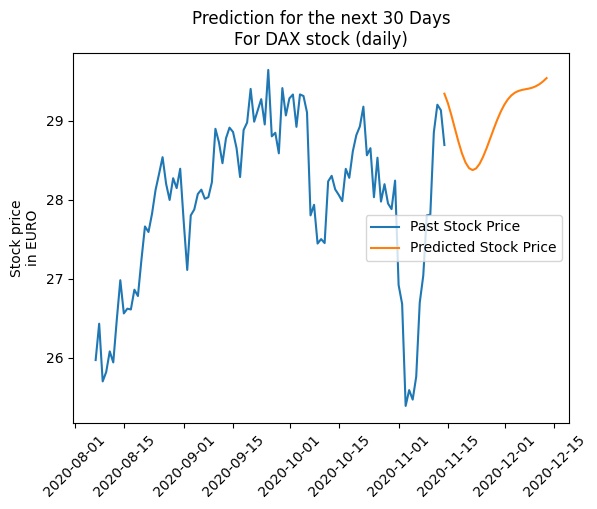 Prediction for the next 30 Days
For DAX stock (daily)
Stock price
in EURO
29
28
27
26
Past Stock Price
Predicted Stock Price
2020-08-01
2020-08-15
2020-09-01
2020-09-15
2020-10-01
2020-10-15
2020-11-01
2020-11-15
2020-12-01
2020-12-15